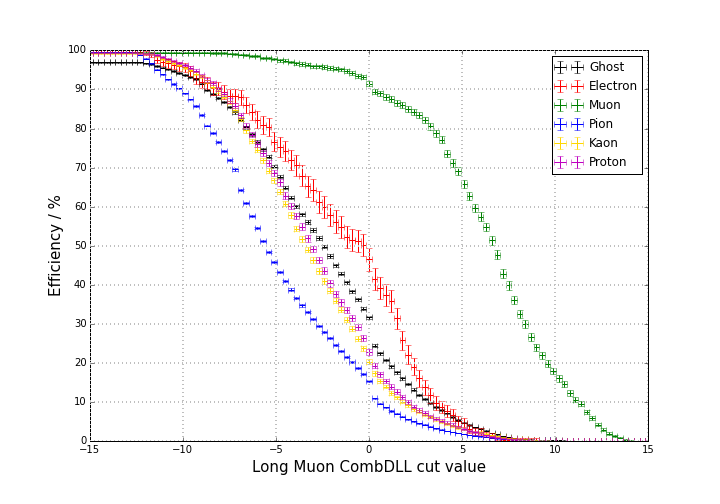 100
90
80
70
60
50
40
30
20
10
0
Efficiency / %
Ghost
Electron
Muon
Pion
Kaon
Proton
−15 −10 −5 0 5 10 15
Long Muon CombDLL cut value